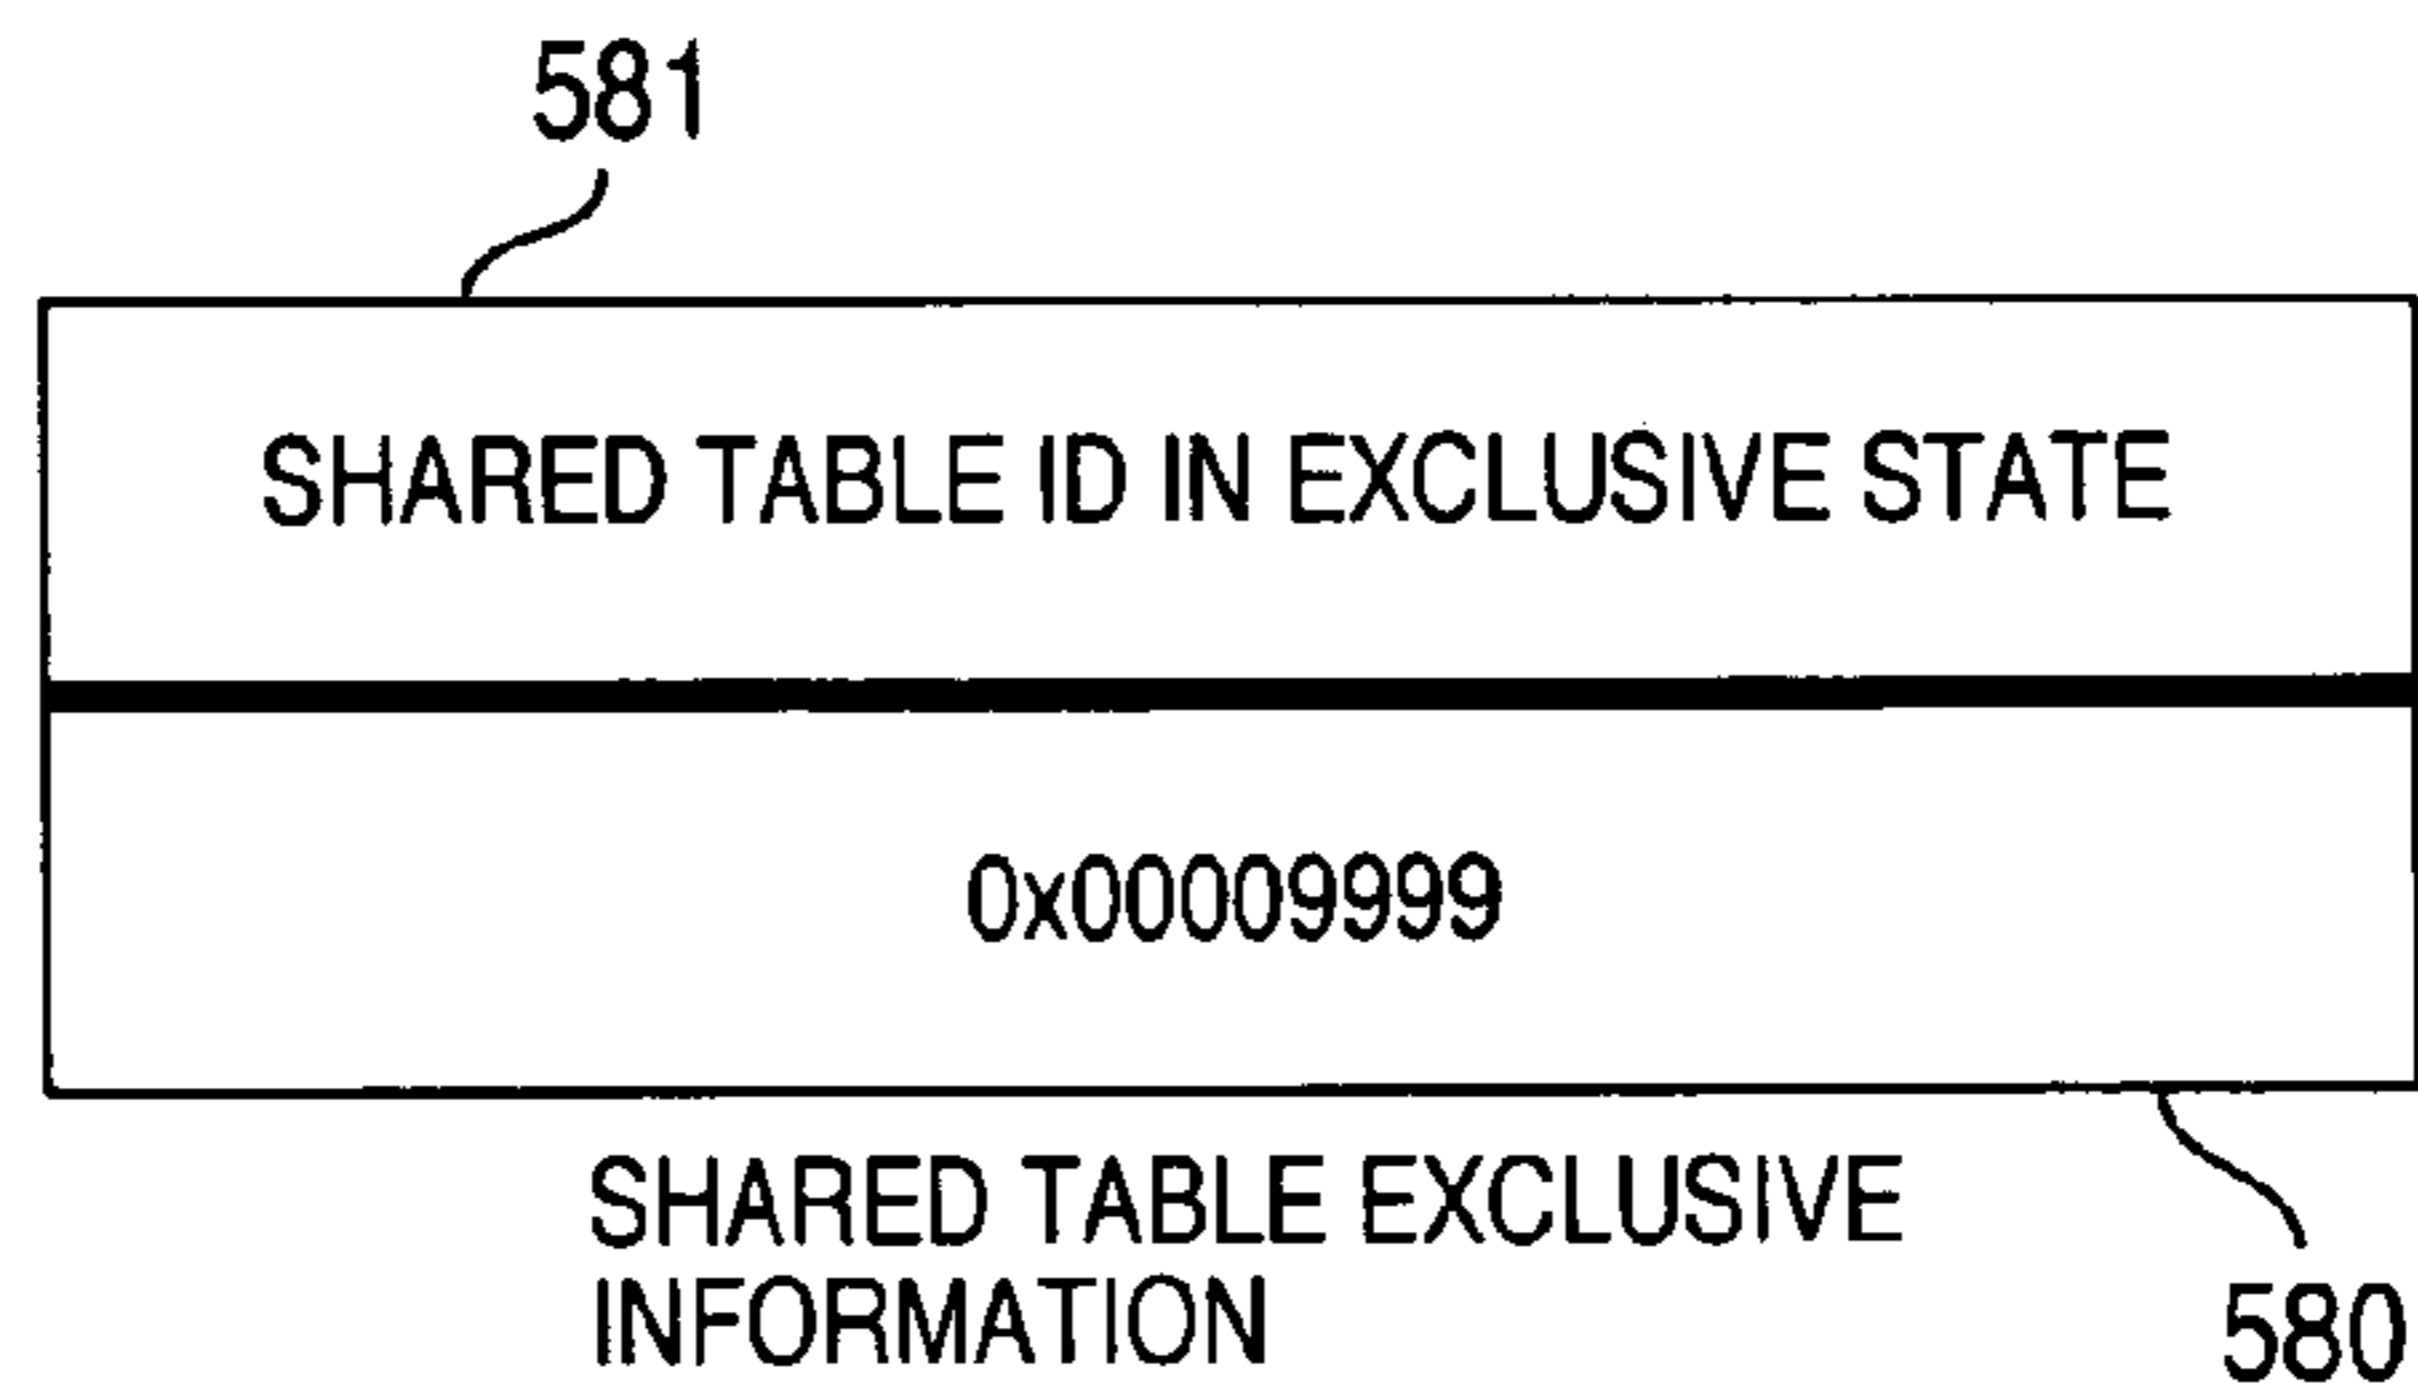 581
SHARED TABLE ID IN EXCLUSIVE STATE
0x00009999
SHARED TABLE EXCLUSIVE
INFORMATION
580